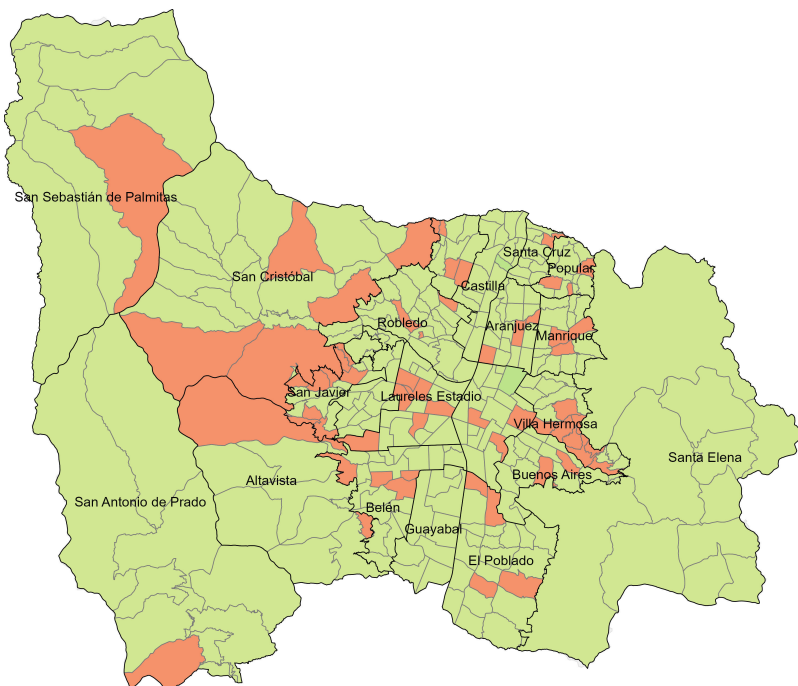 San Sebastián de Palmitas
Santa Cruz
Popular
San Cristóbal
Castilla
Robledo
Aranjuez
Manrique
San Javier
Laureles Estadio
Villa Hermosa
Santa Elena
Buenos Aires
Altavista
San Antonio de Prado
Belén
Guayabal
El Poblado